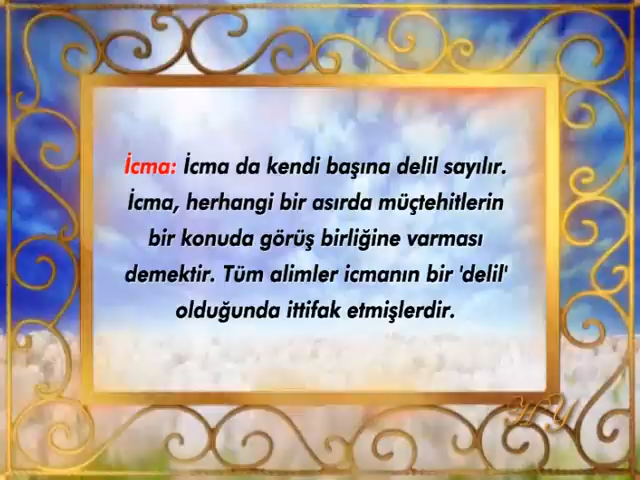 İcma: İcma da kendi başına delil sayılır.
İcma, herhangi bir asırda müçtehitlerin
bir konuda görüş birliğine varması
demektir. Tüm alimler icmanın bir 'delil'
olduğunda ittifak etmişlerdir.
HY